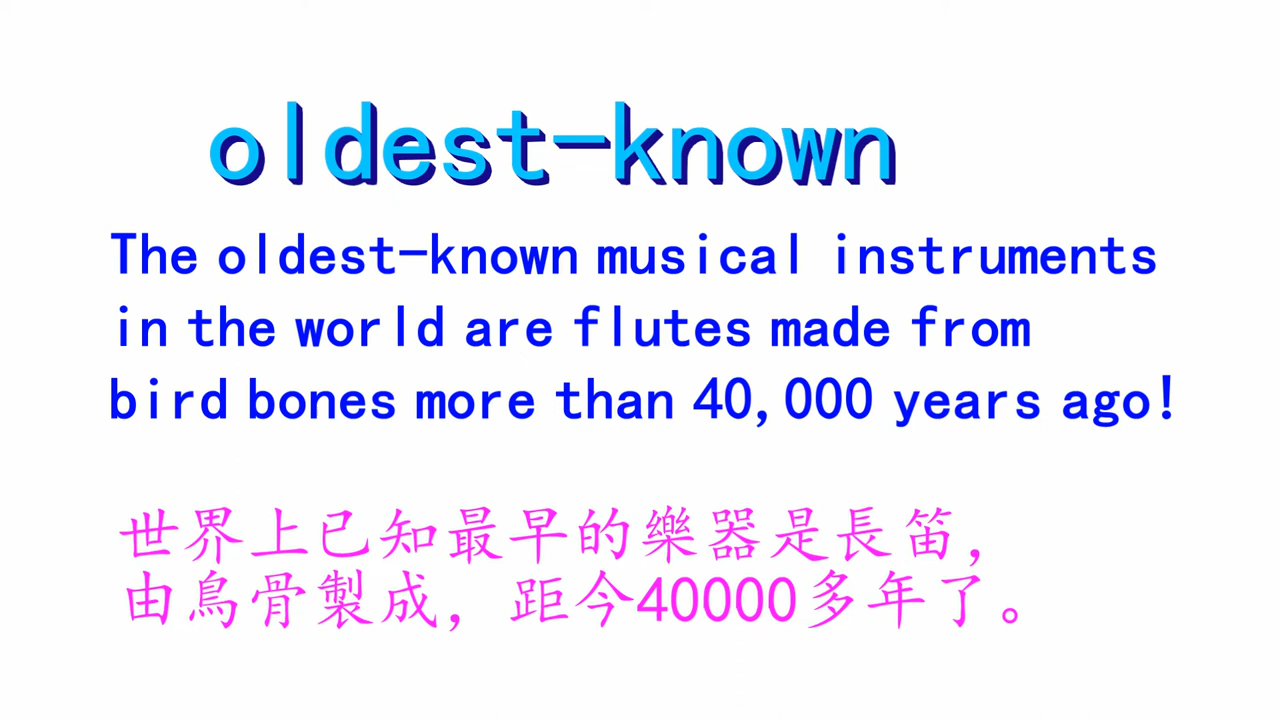 oldest-known
The oldest-known musical instruments
in the world are flutes made from
bird bones more than 40,000 years ago!
世界上已知最早的樂器是長笛，
由鳥骨製成，距今40000多年了。